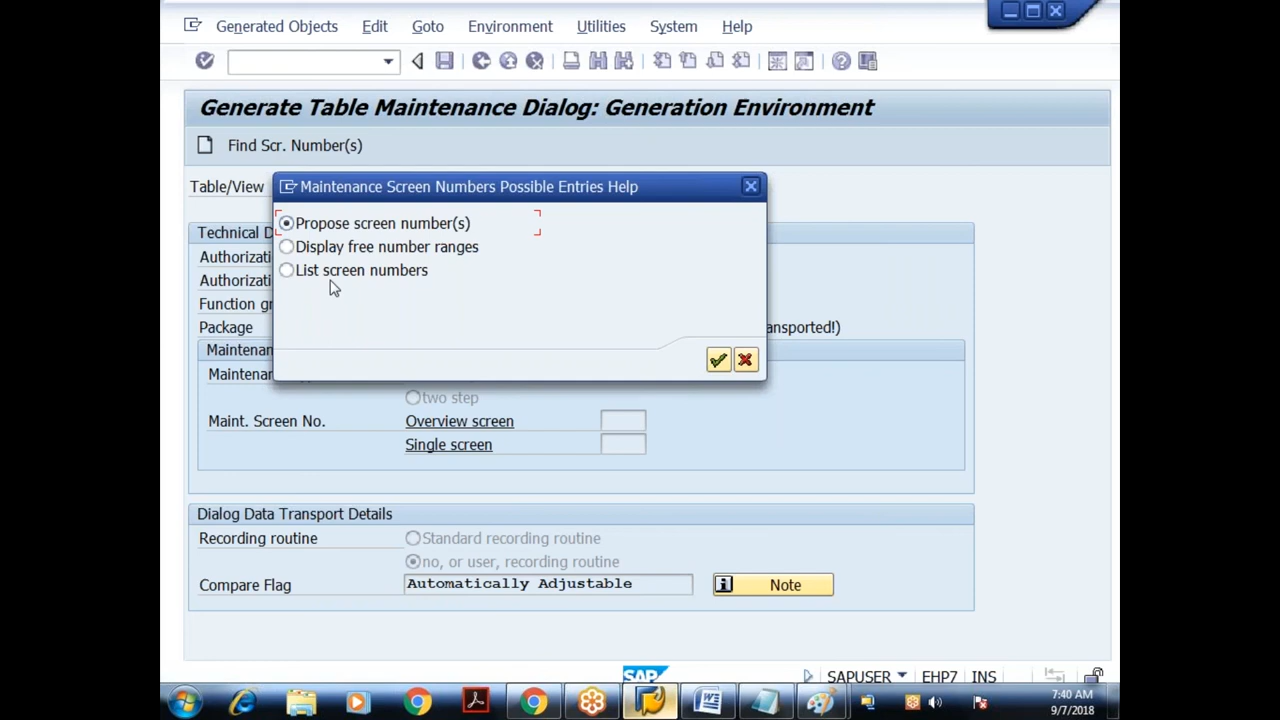 Generated Objects Edit Goto Environment Utilities System Help
Generate Table Maintenance Dialog: Generation Environment
Find Scr. Number(s)
Table/View
Maintenance Screen Numbers Possible Entries Help
Propose screen number(s)
Display free number ranges
List screen numbers
Technical D
Authorizati
Authorizati
Function gr
Package ansported!)
Maintenan
Maintenan
two step
Maint. Screen No. Overview screen
Single screen
Dialog Data Transport Details
Recording routine Standard recording routine
no, or user, recording routine
Compare Flag Automatically Adjustable Note
SAP SAPUSER EHP7 INS
7:40 AM
9/7/2018